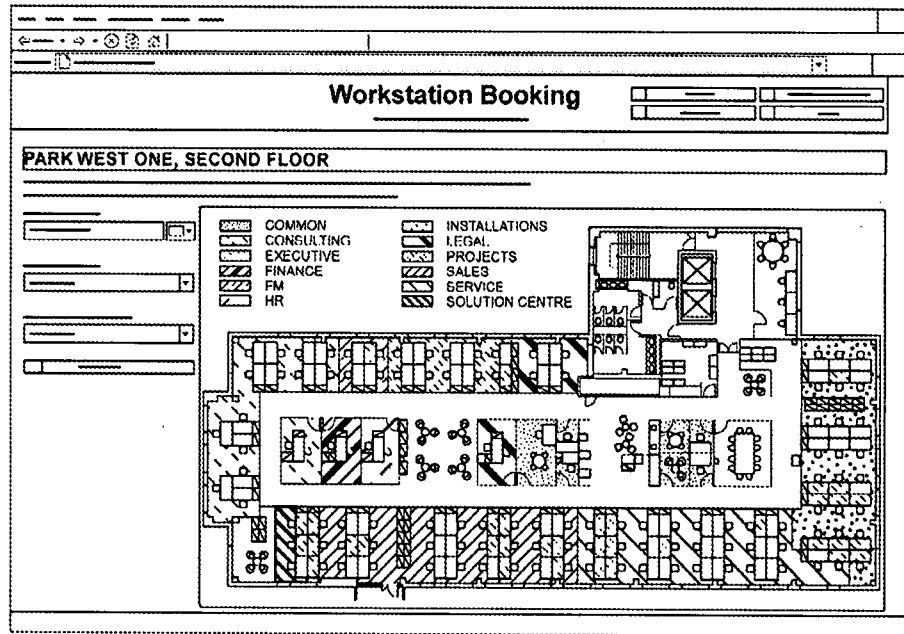 Workstation Booking
PARK WEST ONE, SECOND FLOOR
COMMON
CONSULTING
EXECUTIVE
FINANCE
FM
HR
INSTALLATIONS
LEGAL
PROJECTS
SALES
SERVICE
SOLUTION CENTRE